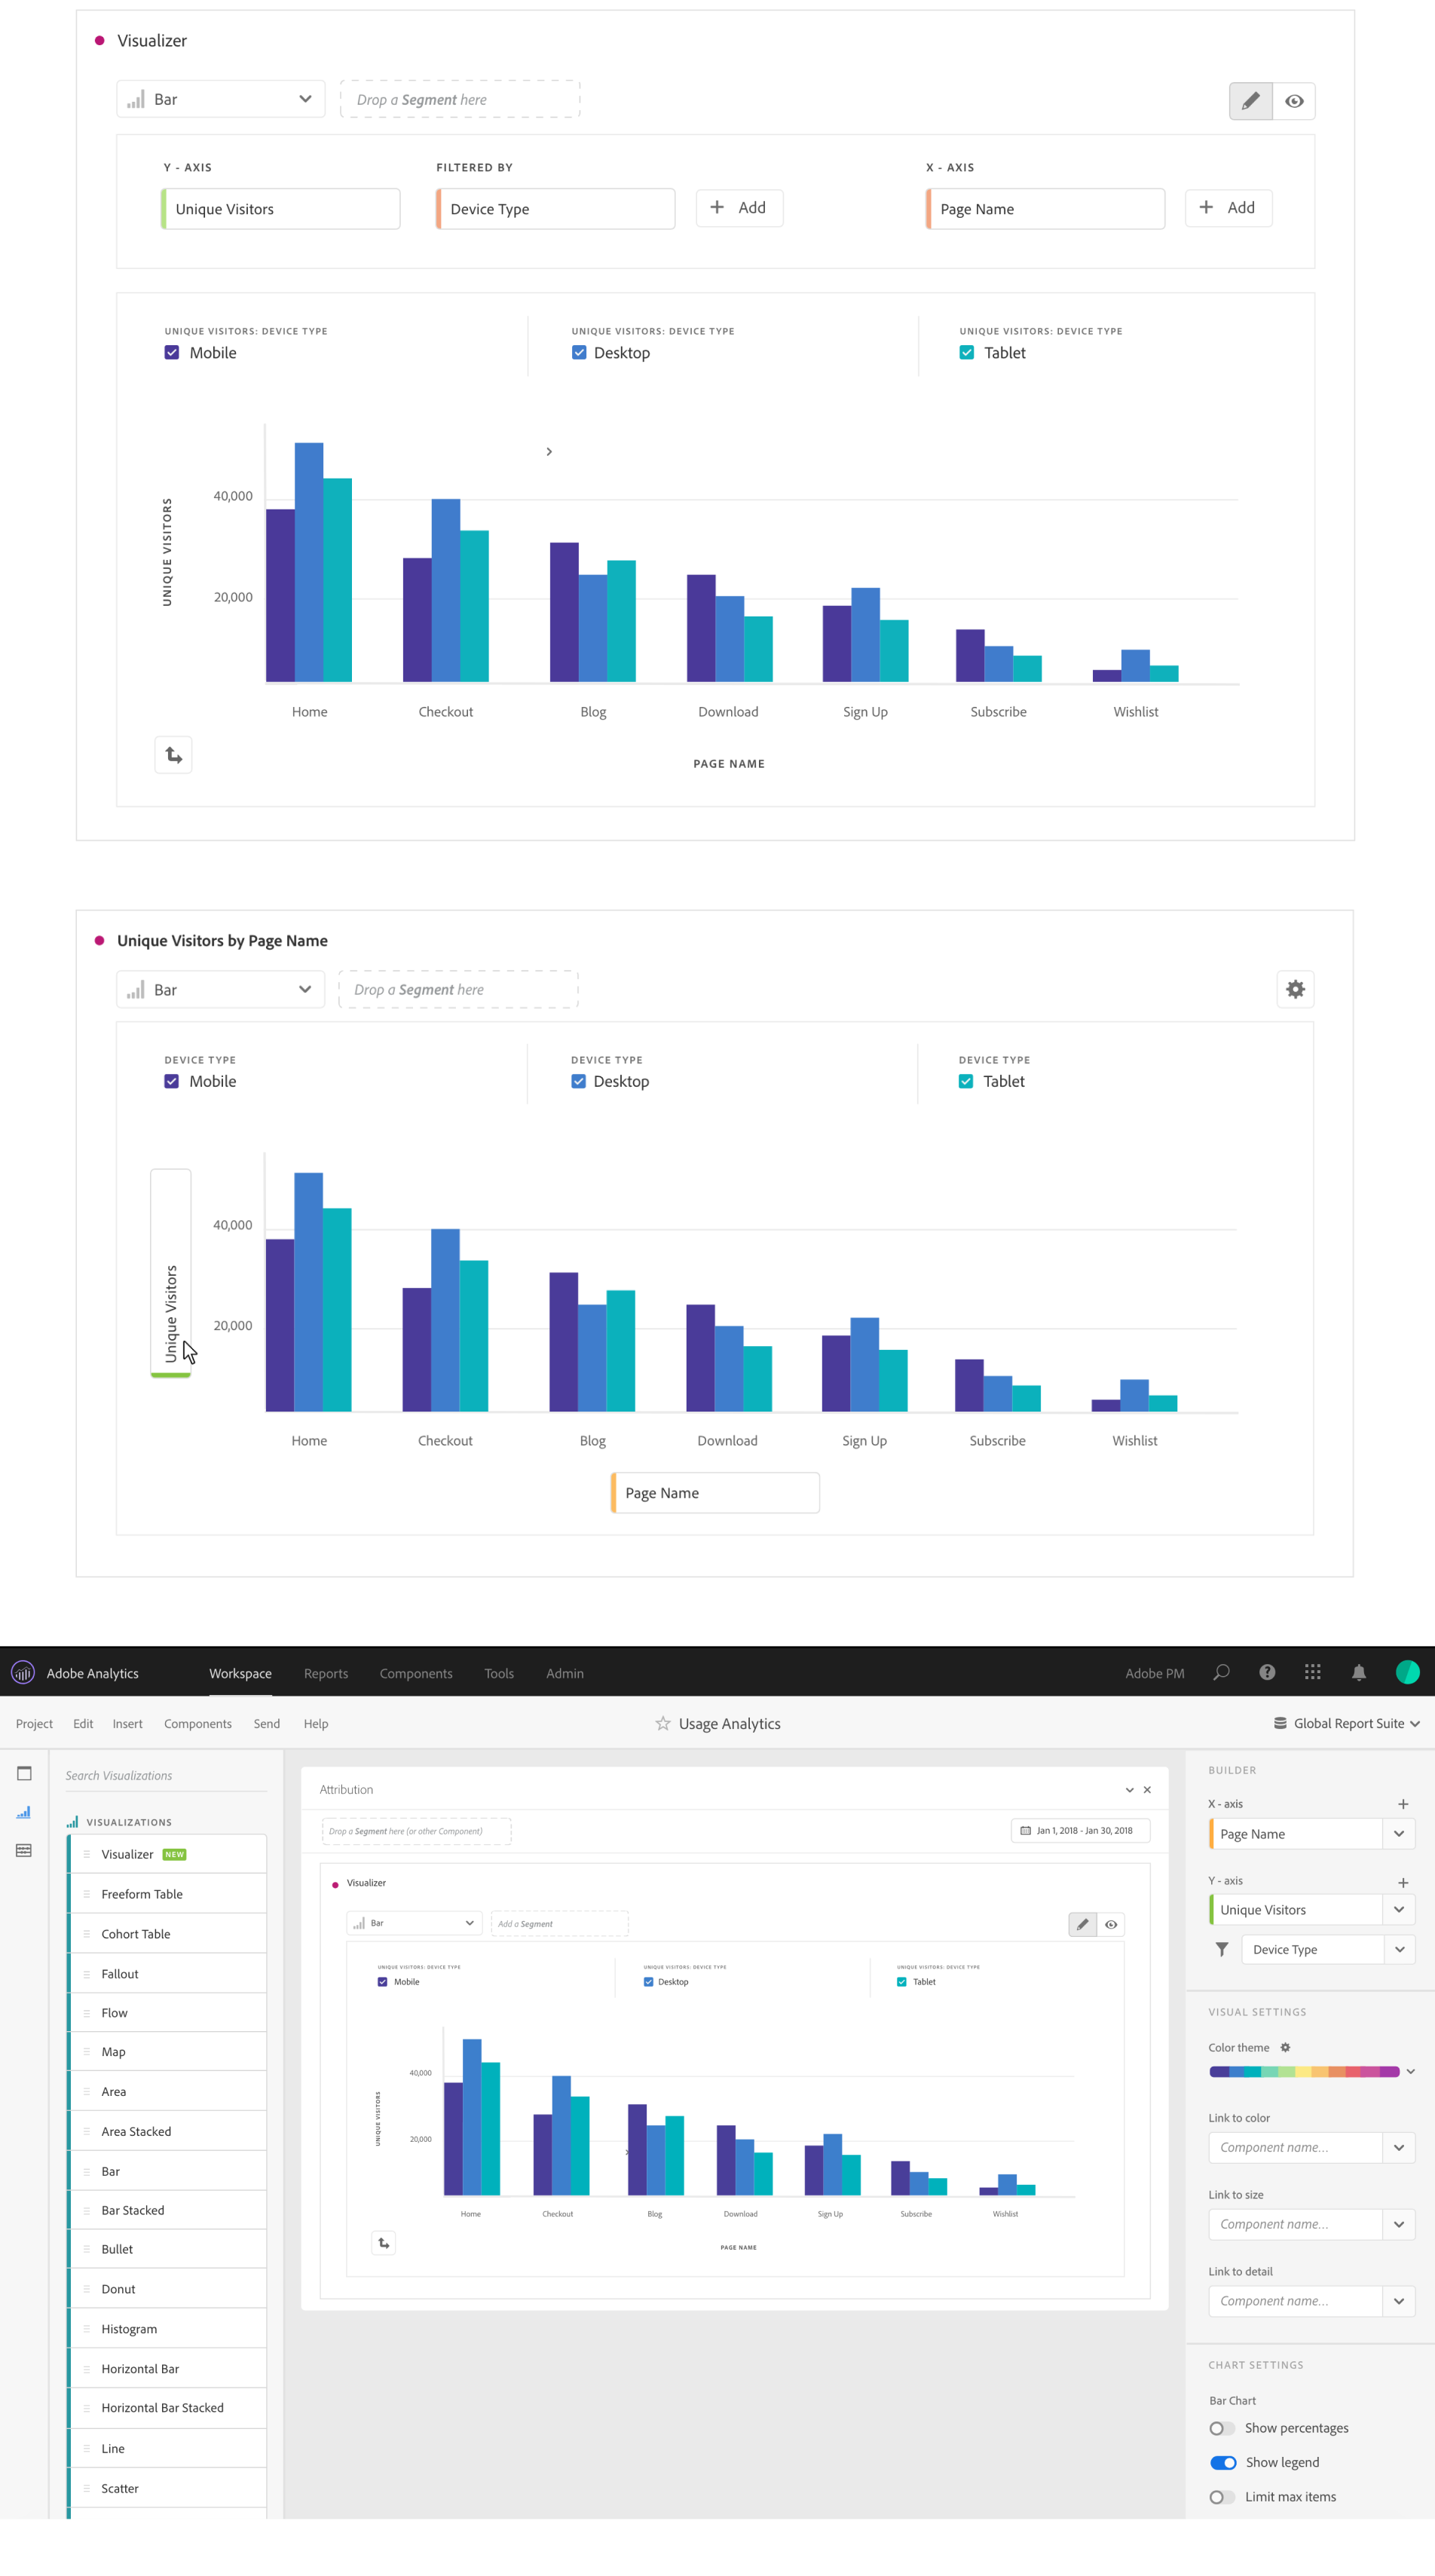 Visualizer
Bar
Drop a Segment here
Y - AXIS
FILTERED BY
X - AXIS
Unique Visitors
Device Type
+ Add
Page Name
+ Add
UNIQUE VISITORS: DEVICE TYPE
UNIQUE VISITORS: DEVICE TYPE
UNIQUE VISITORS: DEVICE TYPE
Mobile
Desktop
Tablet
40,000
UNIQUE VISITORS
20,000
Home
Checkout
Blog
Download
Sign Up
Subscribe
Wishlist
PAGE NAME
Unique Visitors by Page Name
Bar
Drop a Segment here
DEVICE TYPE
DEVICE TYPE
DEVICE TYPE
Mobile
Desktop
Tablet
40,000
Unique Visitors
20,000
Home
Checkout
Blog
Download
Sign Up
Subscribe
Wishlist
Page Name
Adobe Analytics
Workspace
Reports
Components
Tools
Admin
Adobe PM
Project
Edit
Insert
Components
Send
Help
Usage Analytics
Global Report Suite
Search Visualizations
VISUALIZATIONS
Visualizer NEW
Freeform Table
Cohort Table
Fallout
Flow
Map
Area
Area Stacked
Bar
Bar Stacked
Bullet
Donut
Histogram
Horizontal Bar
Horizontal Bar Stacked
Line
Scatter
Attribution
Drop a Segment here (or other Component)
Jan 1, 2018 - Jan 30, 2018
Visualizer
Bar
Add a Segment
UNIQUE VISITORS: DEVICE TYPE
UNIQUE VISITORS: DEVICE TYPE
UNIQUE VISITORS: DEVICE TYPE
Mobile
Desktop
Tablet
40,000
UNIQUE VISITORS
20,000
Home
Checkout
Blog
Download
Sign Up
Subscribe
Wishlist
PAGE NAME
BUILDER
X - axis
Page Name
Y - axis
Unique Visitors
Device Type
VISUAL SETTINGS
Color theme
Link to color
Component name...
Link to size
Component name...
Link to detail
Component name...
CHART SETTINGS
Bar Chart
Show percentages
Show legend
Limit max items